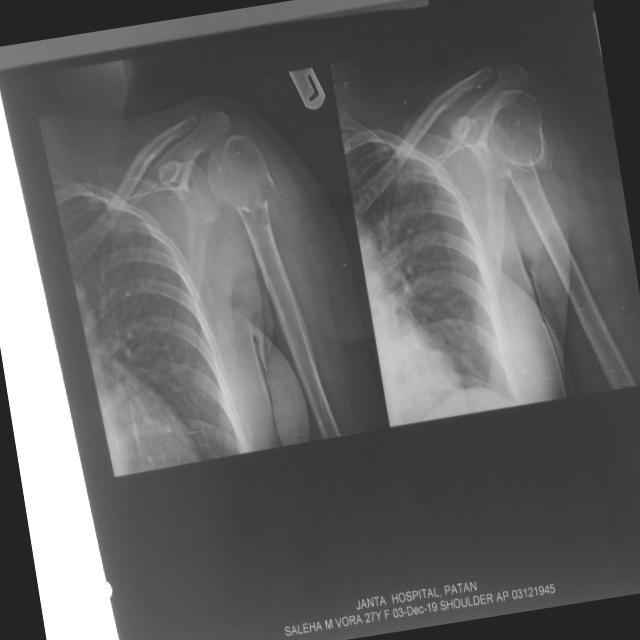 JANTA HOSPITAL, PATAN
SALEHA M VORA 27Y F 03-Dec-19 SHOULDER AP 03121945